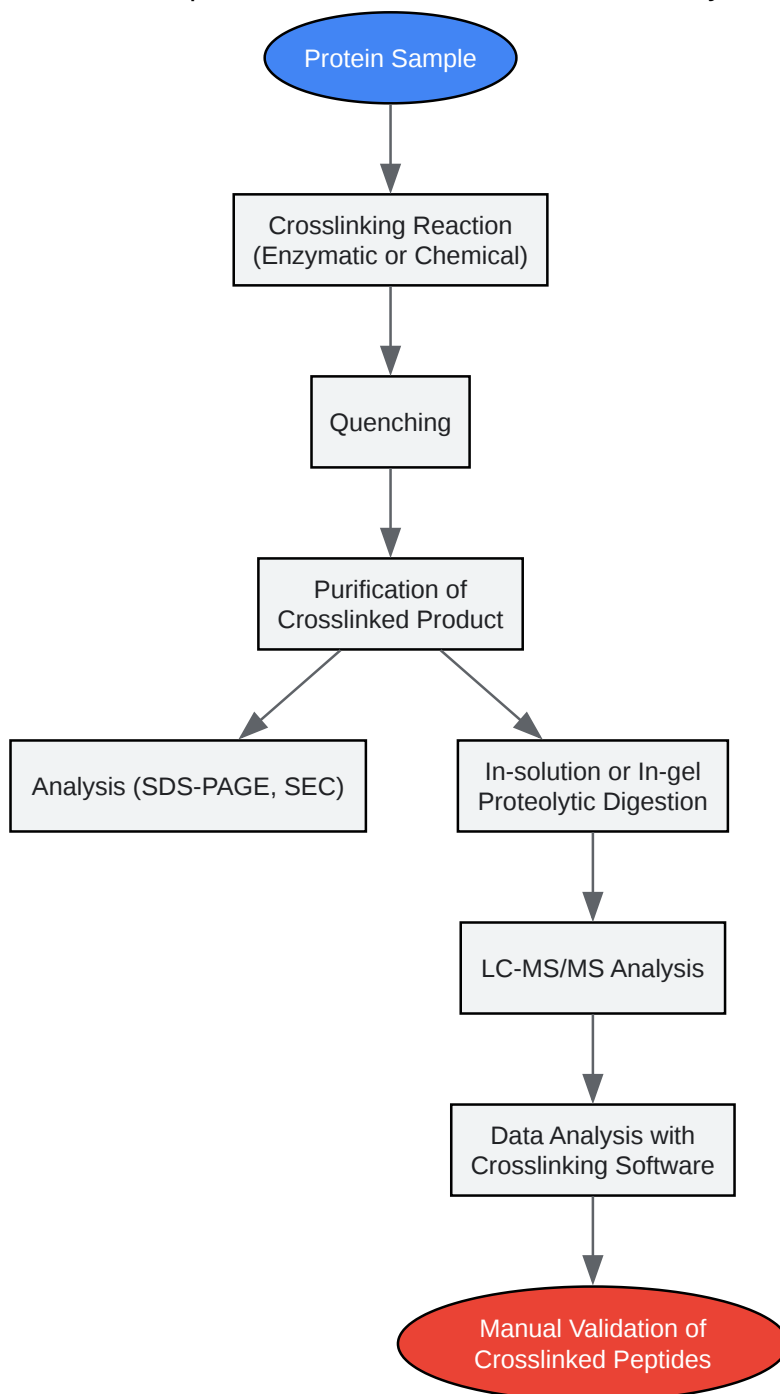 Protein Sample
Crosslinking Reaction
(Enzymatic or Chemical)
Quenching
Purification of
Crosslinked Product
Analysis (SDS-PAGE, SEC)
In-solution or In-gel
Proteolytic Digestion
LC-MS/MS Analysis
Data Analysis with
Crosslinking Software
Manual Validation of
Crosslinked Peptides